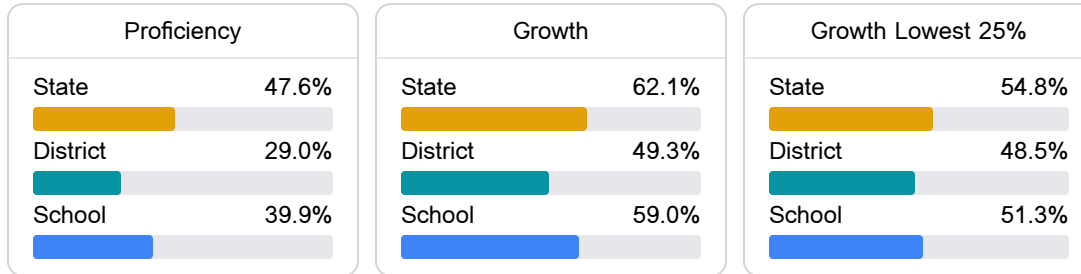 Proficiency
State 47.6%
District 29.0%
School 39.9%
Growth
State 62.1%
District 49.3%
School 59.0%
Growth Lowest 25%
State 54.8%
District 48.5%
School 51.3%